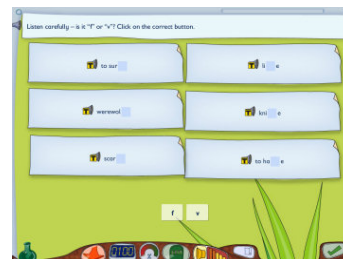 Listen carefully – is it "f" or "v"? Click on the correct button.
to sur
li e
werewol
kni e
scar
to ha e
f v